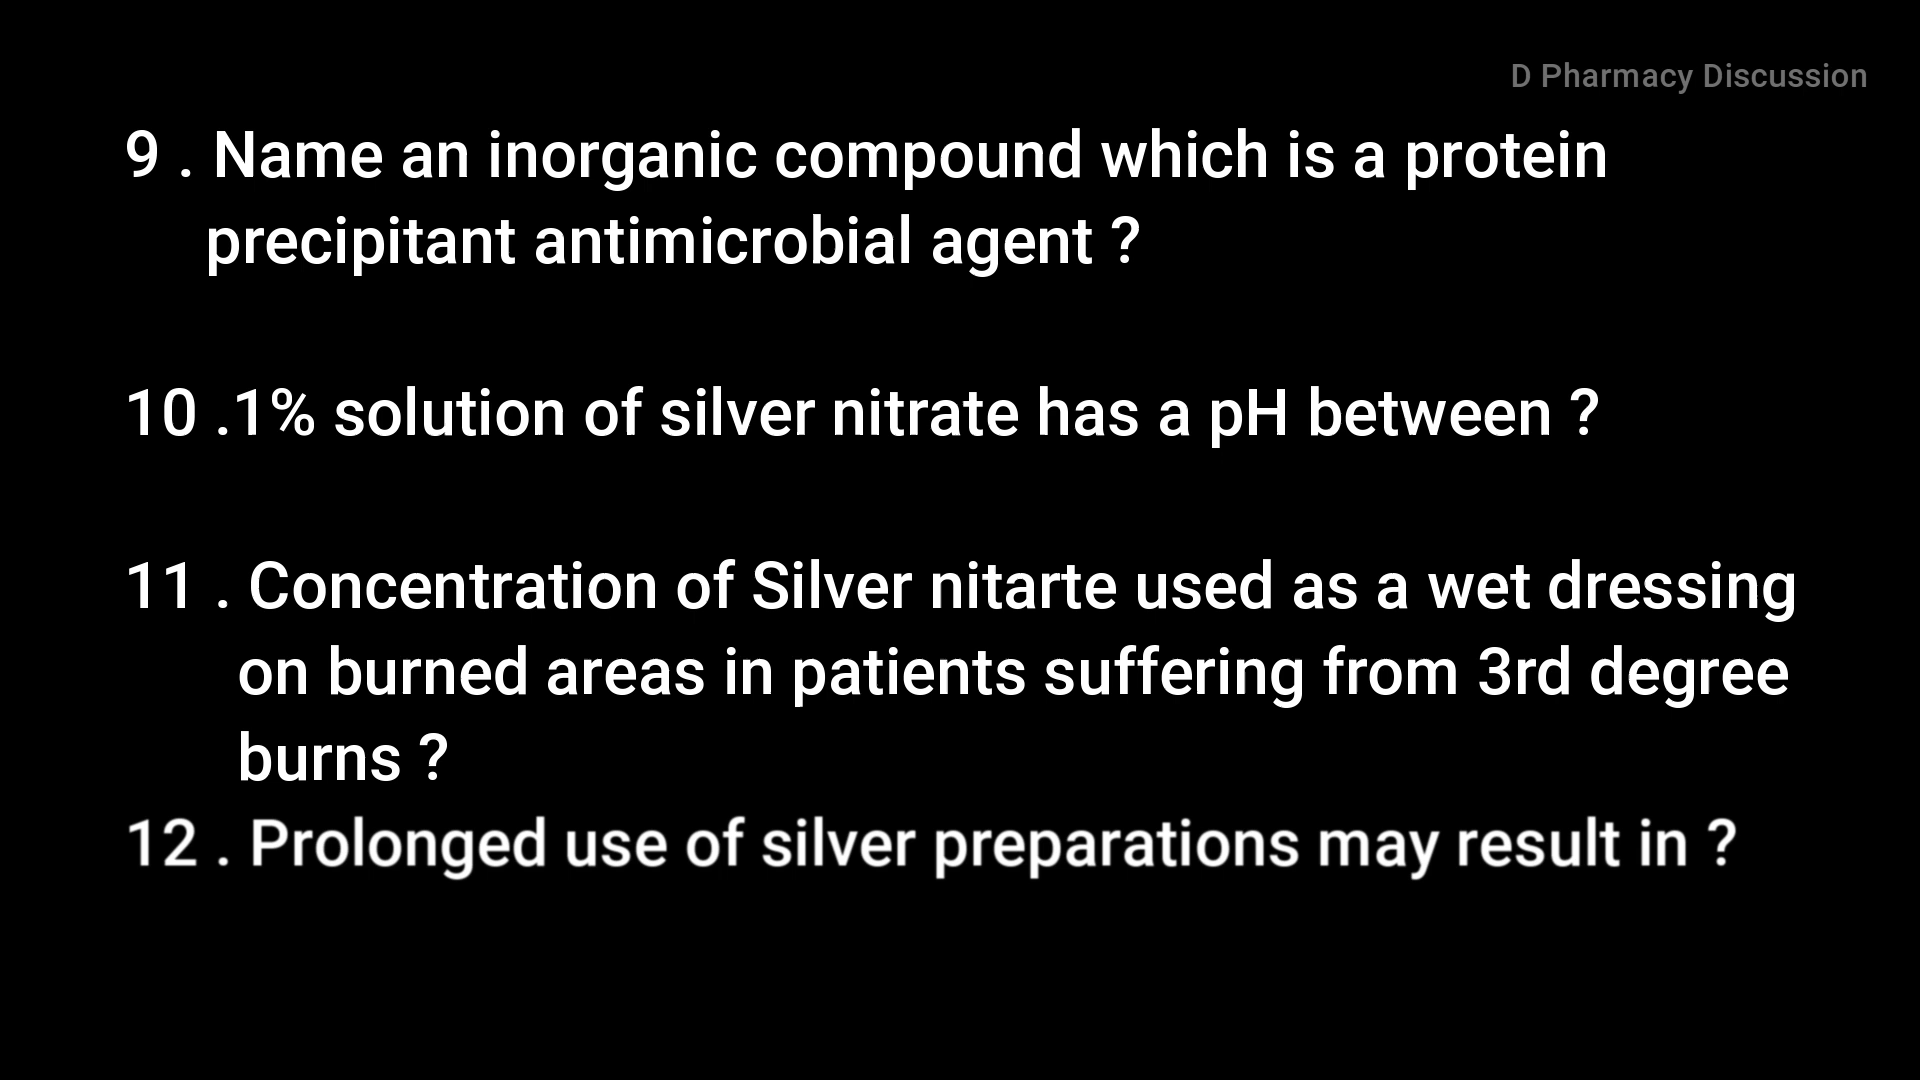 D Pharmacy Discussion
9 . Name an inorganic compound which is a protein
precipitant antimicrobial agent ?
10 .1% solution of silver nitrate has a pH between ?
11 . Concentration of Silver nitarte used as a wet dressing
on burned areas in patients suffering from 3rd degree
burns ?
12 . Prolonged use of silver preparations may result in ?